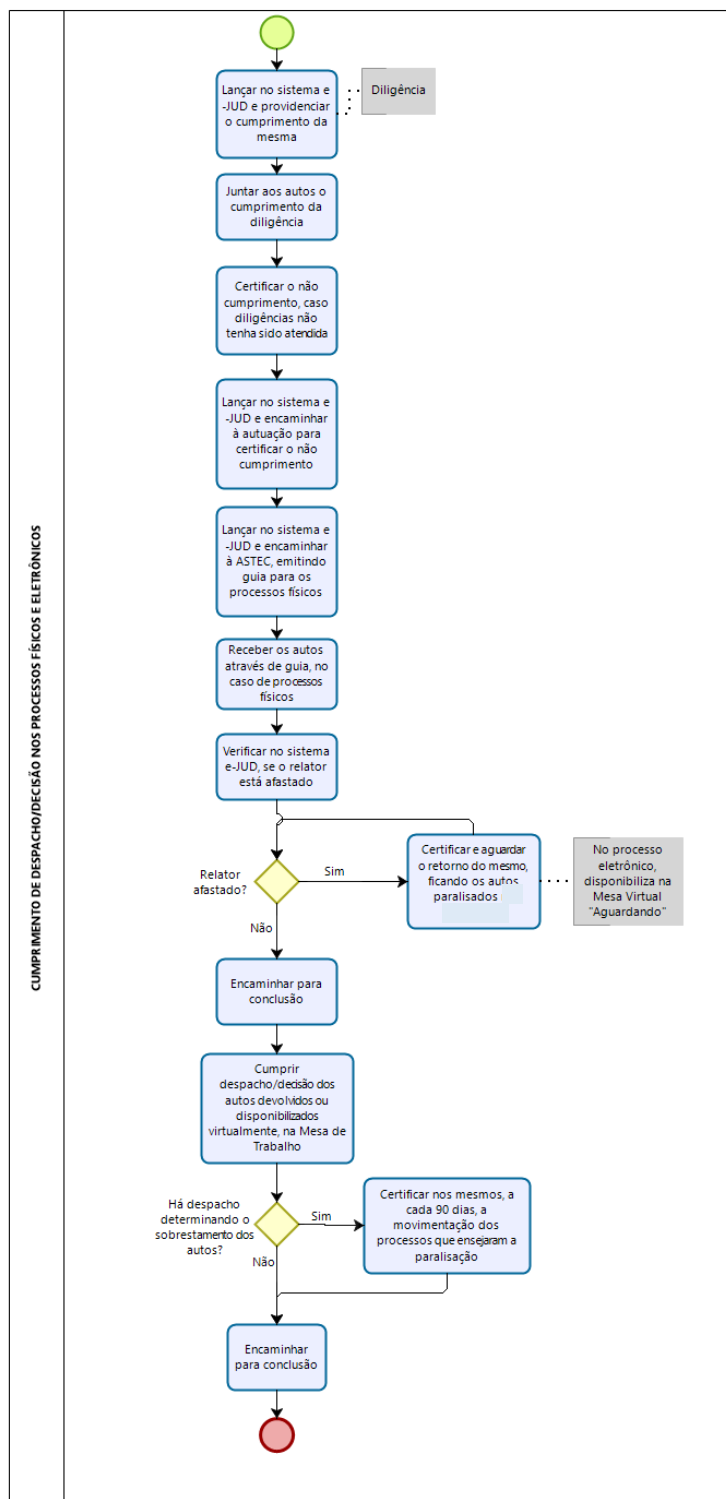 CUMPRIMENTO DE DESPACHO/DECISÃO NOS PROCESSOS FÍSICOS E ELETRÔNICOS
Lançar no sistema e
-JUD e providenciar
o cumprimento da
mesma
Diligência
Juntar aos autos o
cumprimento da
diligência
Certificar o não
cumprimento, caso
diligências não
tenha sido atendida
Lançar no sistema e
-JUD e encaminhar
à autuação para
certificar o não
cumprimento
Lançar no sistema e
-JUD e encaminhar
à ASTEC, emitindo
guia para os
processos físicos
Receber os autos
através de guia, no
caso de processos
físicos
Verificar no sistema
e-JUD, se o relator
está afastado
Relator
afastado?
Sim
Certificar e aguardar
o retorno do mesmo,
ficando os autos
paralisados
No processo
eletrônico,
disponibiliza na
Mesa Virtual
"Aguardando"
Não
Encaminhar para
conclusão
Cumprir
despacho/decisão dos
autos devolvidos ou
disponibilizados
virtualmente, na Mesa de
Trabalho
Há despacho
determinando o
sobrestamento dos
autos?
Sim
Certificar nos mesmos, a
cada 90 dias, a
movimentação dos
processos que ensejaram a
paralisação
Não
Encaminhar
para conclusão